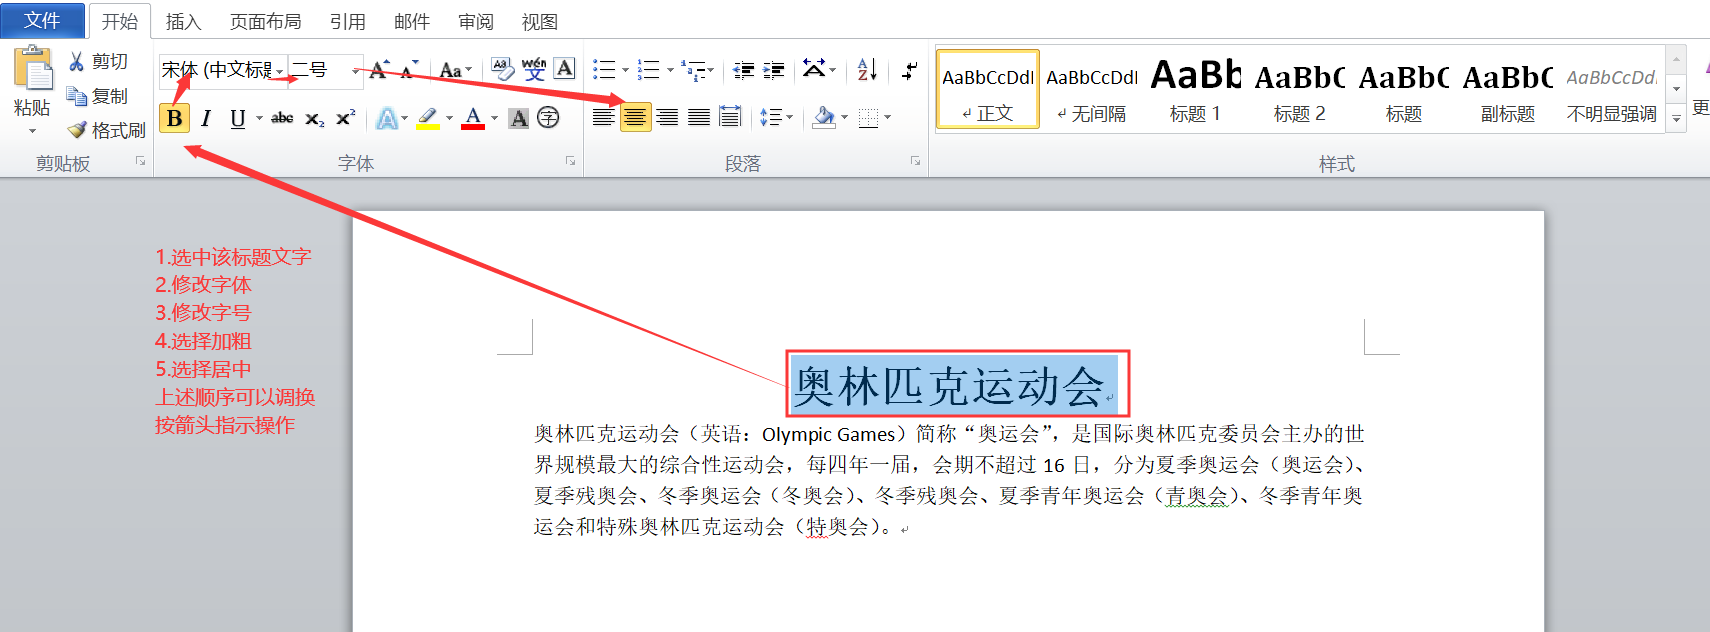 文件 开始 插入 页面布局 引用 邮件 审阅 视图
剪切
宋体 (中文标题 二号
Aa wén 文 A
复制
粘贴
格式刷
B I U abc x₂ x² A A A 字
AaBbCcDdI AaBbCcDdI AaBb AaBbC AaBbC AaBbC AaBbCcDd
↵ 正文 ↵ 无间隔 标题 1 标题 2 标题 副标题 不明显强调 更
剪贴板 字体 段落 样式
1.选中该标题文字
2.修改字体
3.修改字号
4.选择加粗
5.选择居中
上述顺序可以调换
按箭头指示操作
奥林匹克运动会
奥林匹克运动会（英语：Olympic Games）简称“奥运会”，是国际奥林匹克委员会主办的世
界规模最大的综合性运动会，每四年一届，会期不超过 16 日，分为夏季奥运会（奥运会）、
夏季残奥会、冬季奥运会（冬奥会）、冬季残奥会、夏季青年奥运会（青奥会）、冬季青年奥
运会和特殊奥林匹克运动会（特奥会）。